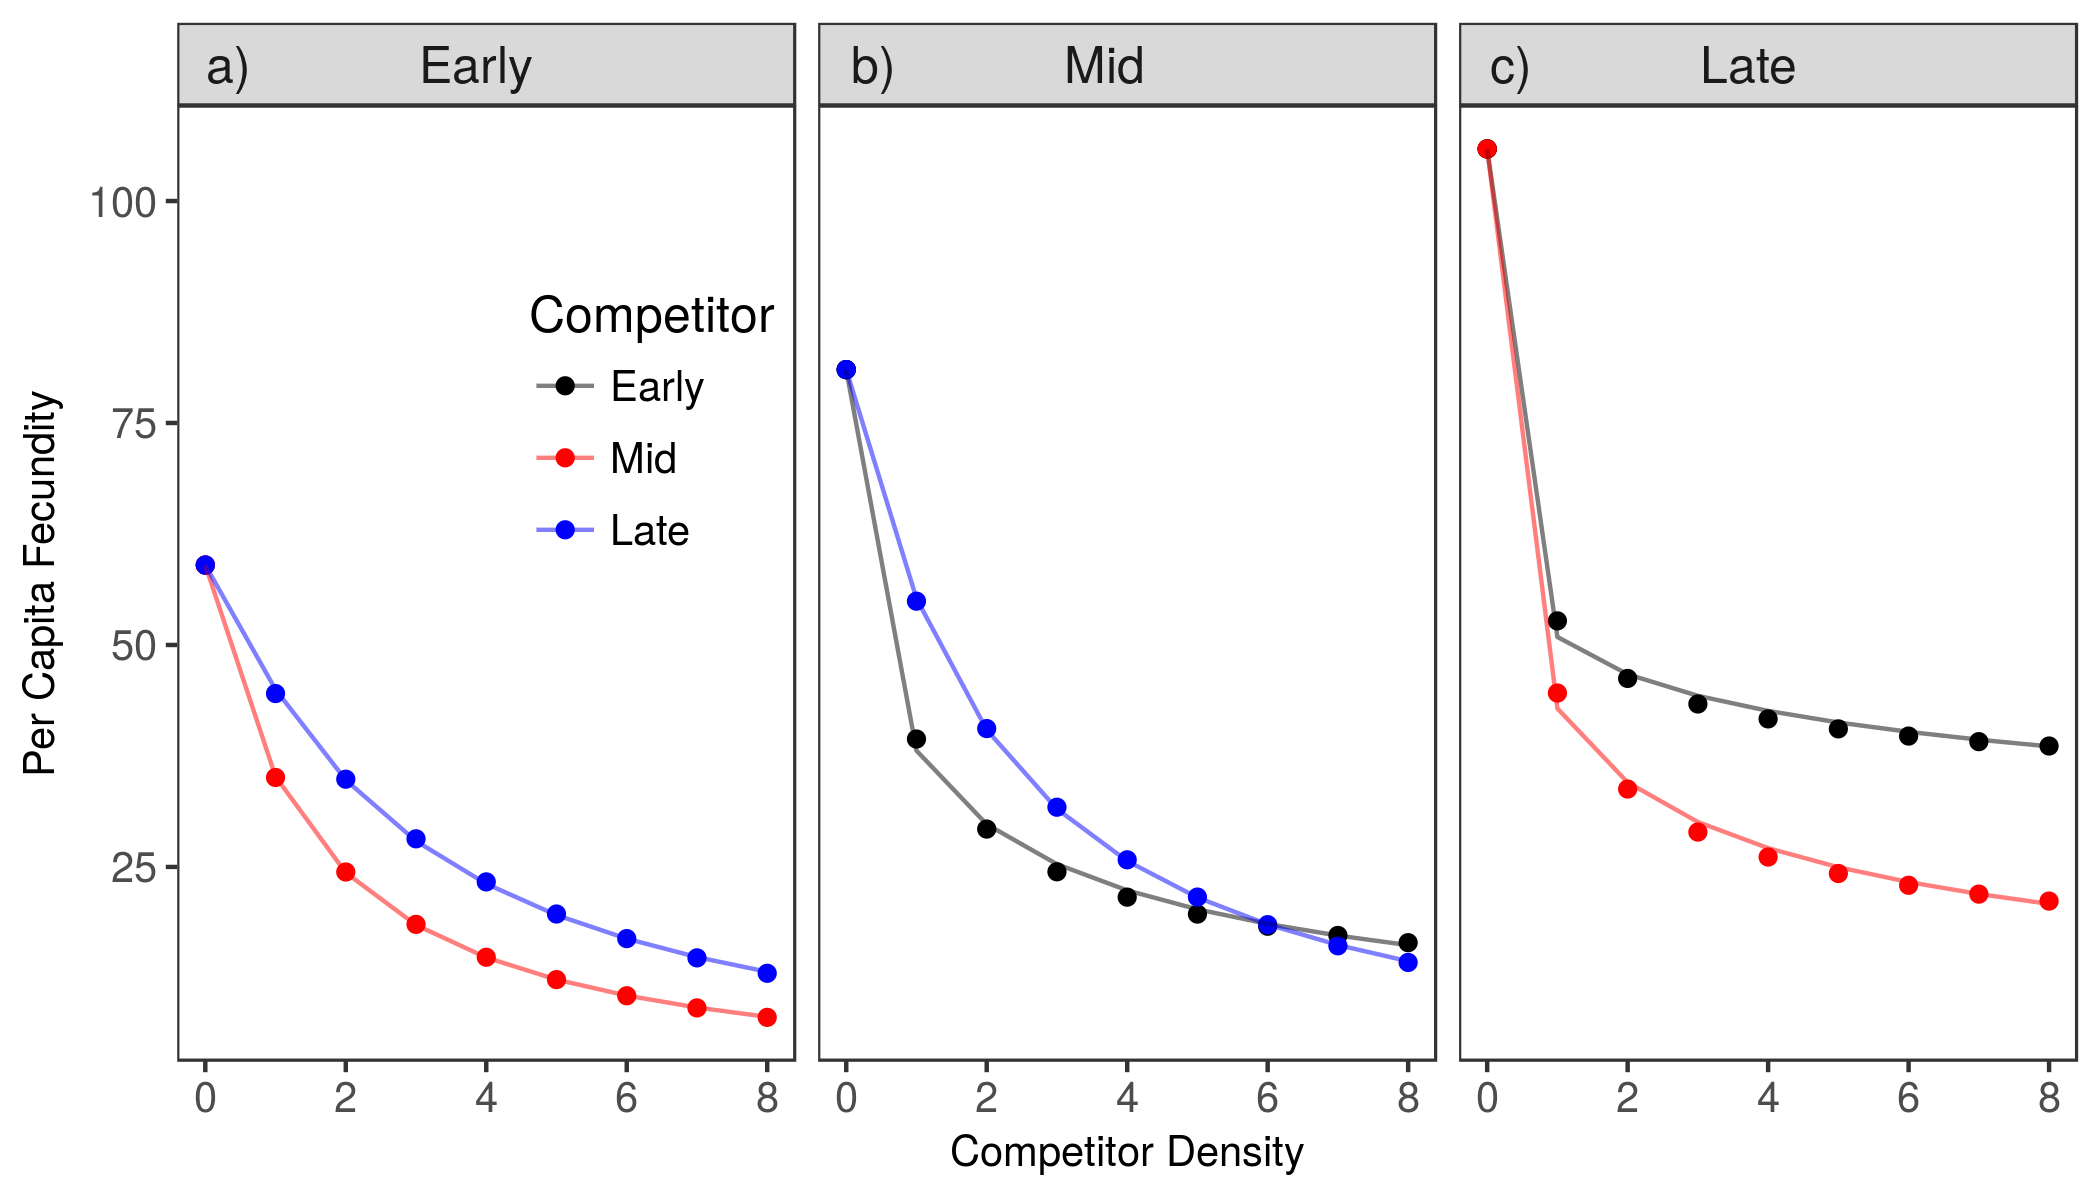 a) Early
b) Mid
c) Late
Per Capita Fecundity
100
75
50
25
Competitor
Early
Mid
Late
0 2 4 6 8
0 2 4 6 8
0 2 4 6 8
Competitor Density